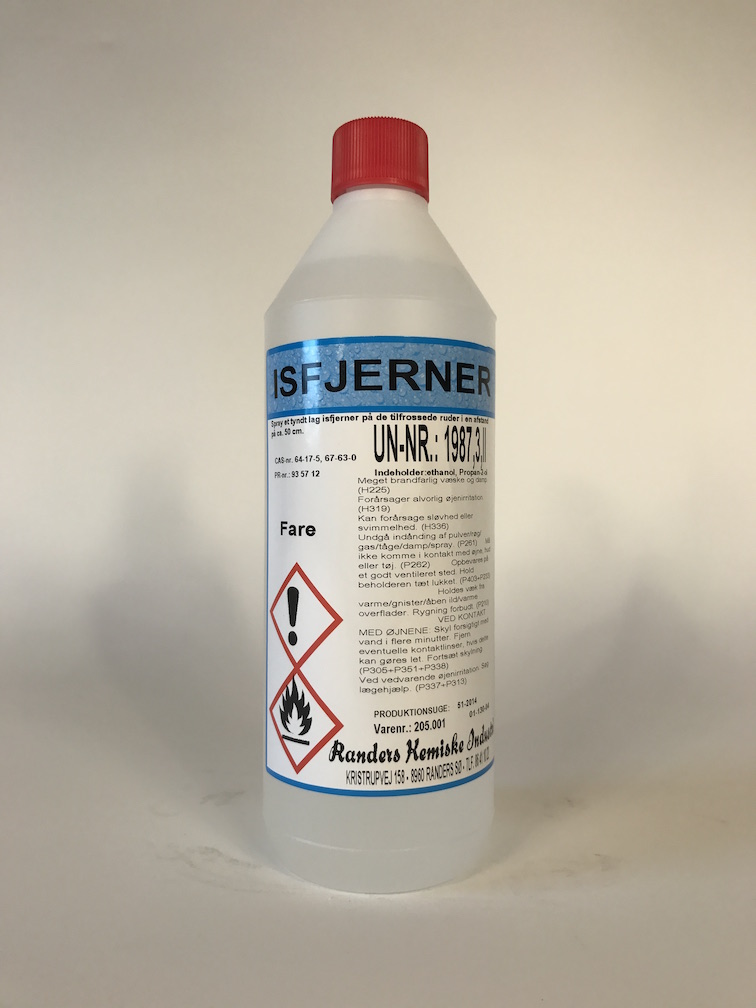 ISFJERNER
Spray et tyndt lag isfjerner på de tilfrossede ruder i en afstand
på ca. 50 cm.
UN-NR.: 1987,3,II
CAS-nr. 64-17-5, 67-63-0
PR-nr.: 93 57 12
Indeholder:ethanol, Propan-2
Meget brandfarlig væske og damp.
(H225)
Forårsager alvorlig øjenirritation
(H319)
Kan forårsage sløvhed eller
svimmelhed. (H336)
Fare
Undgå indånding af pulver/røg/
gas/tåge/damp/spray. (P261) Må
ikke komme i kontakt med øjne, hud
eller tøj. (P262) Opbevares på
et godt ventileret sted. Hold
beholderen tæt lukket.
Holdes væk fra
varme/gnister/åben ild/varme
overflader. Rygning forbudt. (P210)
VED KONTAKT
MED ØJNENE: Skyl forsigtigt med
vand i flere minutter. Fjern
eventuelle kontaktlinser, hvis dette
kan gøres let. Fortsæt skylning
(P305+P351+P338)
Ved vedvarende øjenirritation: Søg
lægehjælp. (P337+P313)
PRODUKTIONSUGE: 51-2014
Varenr.: 205.001
Randers Kemiske
KRISTRUPVEJ 158 - 8960 RANDERS SØ - TLF.